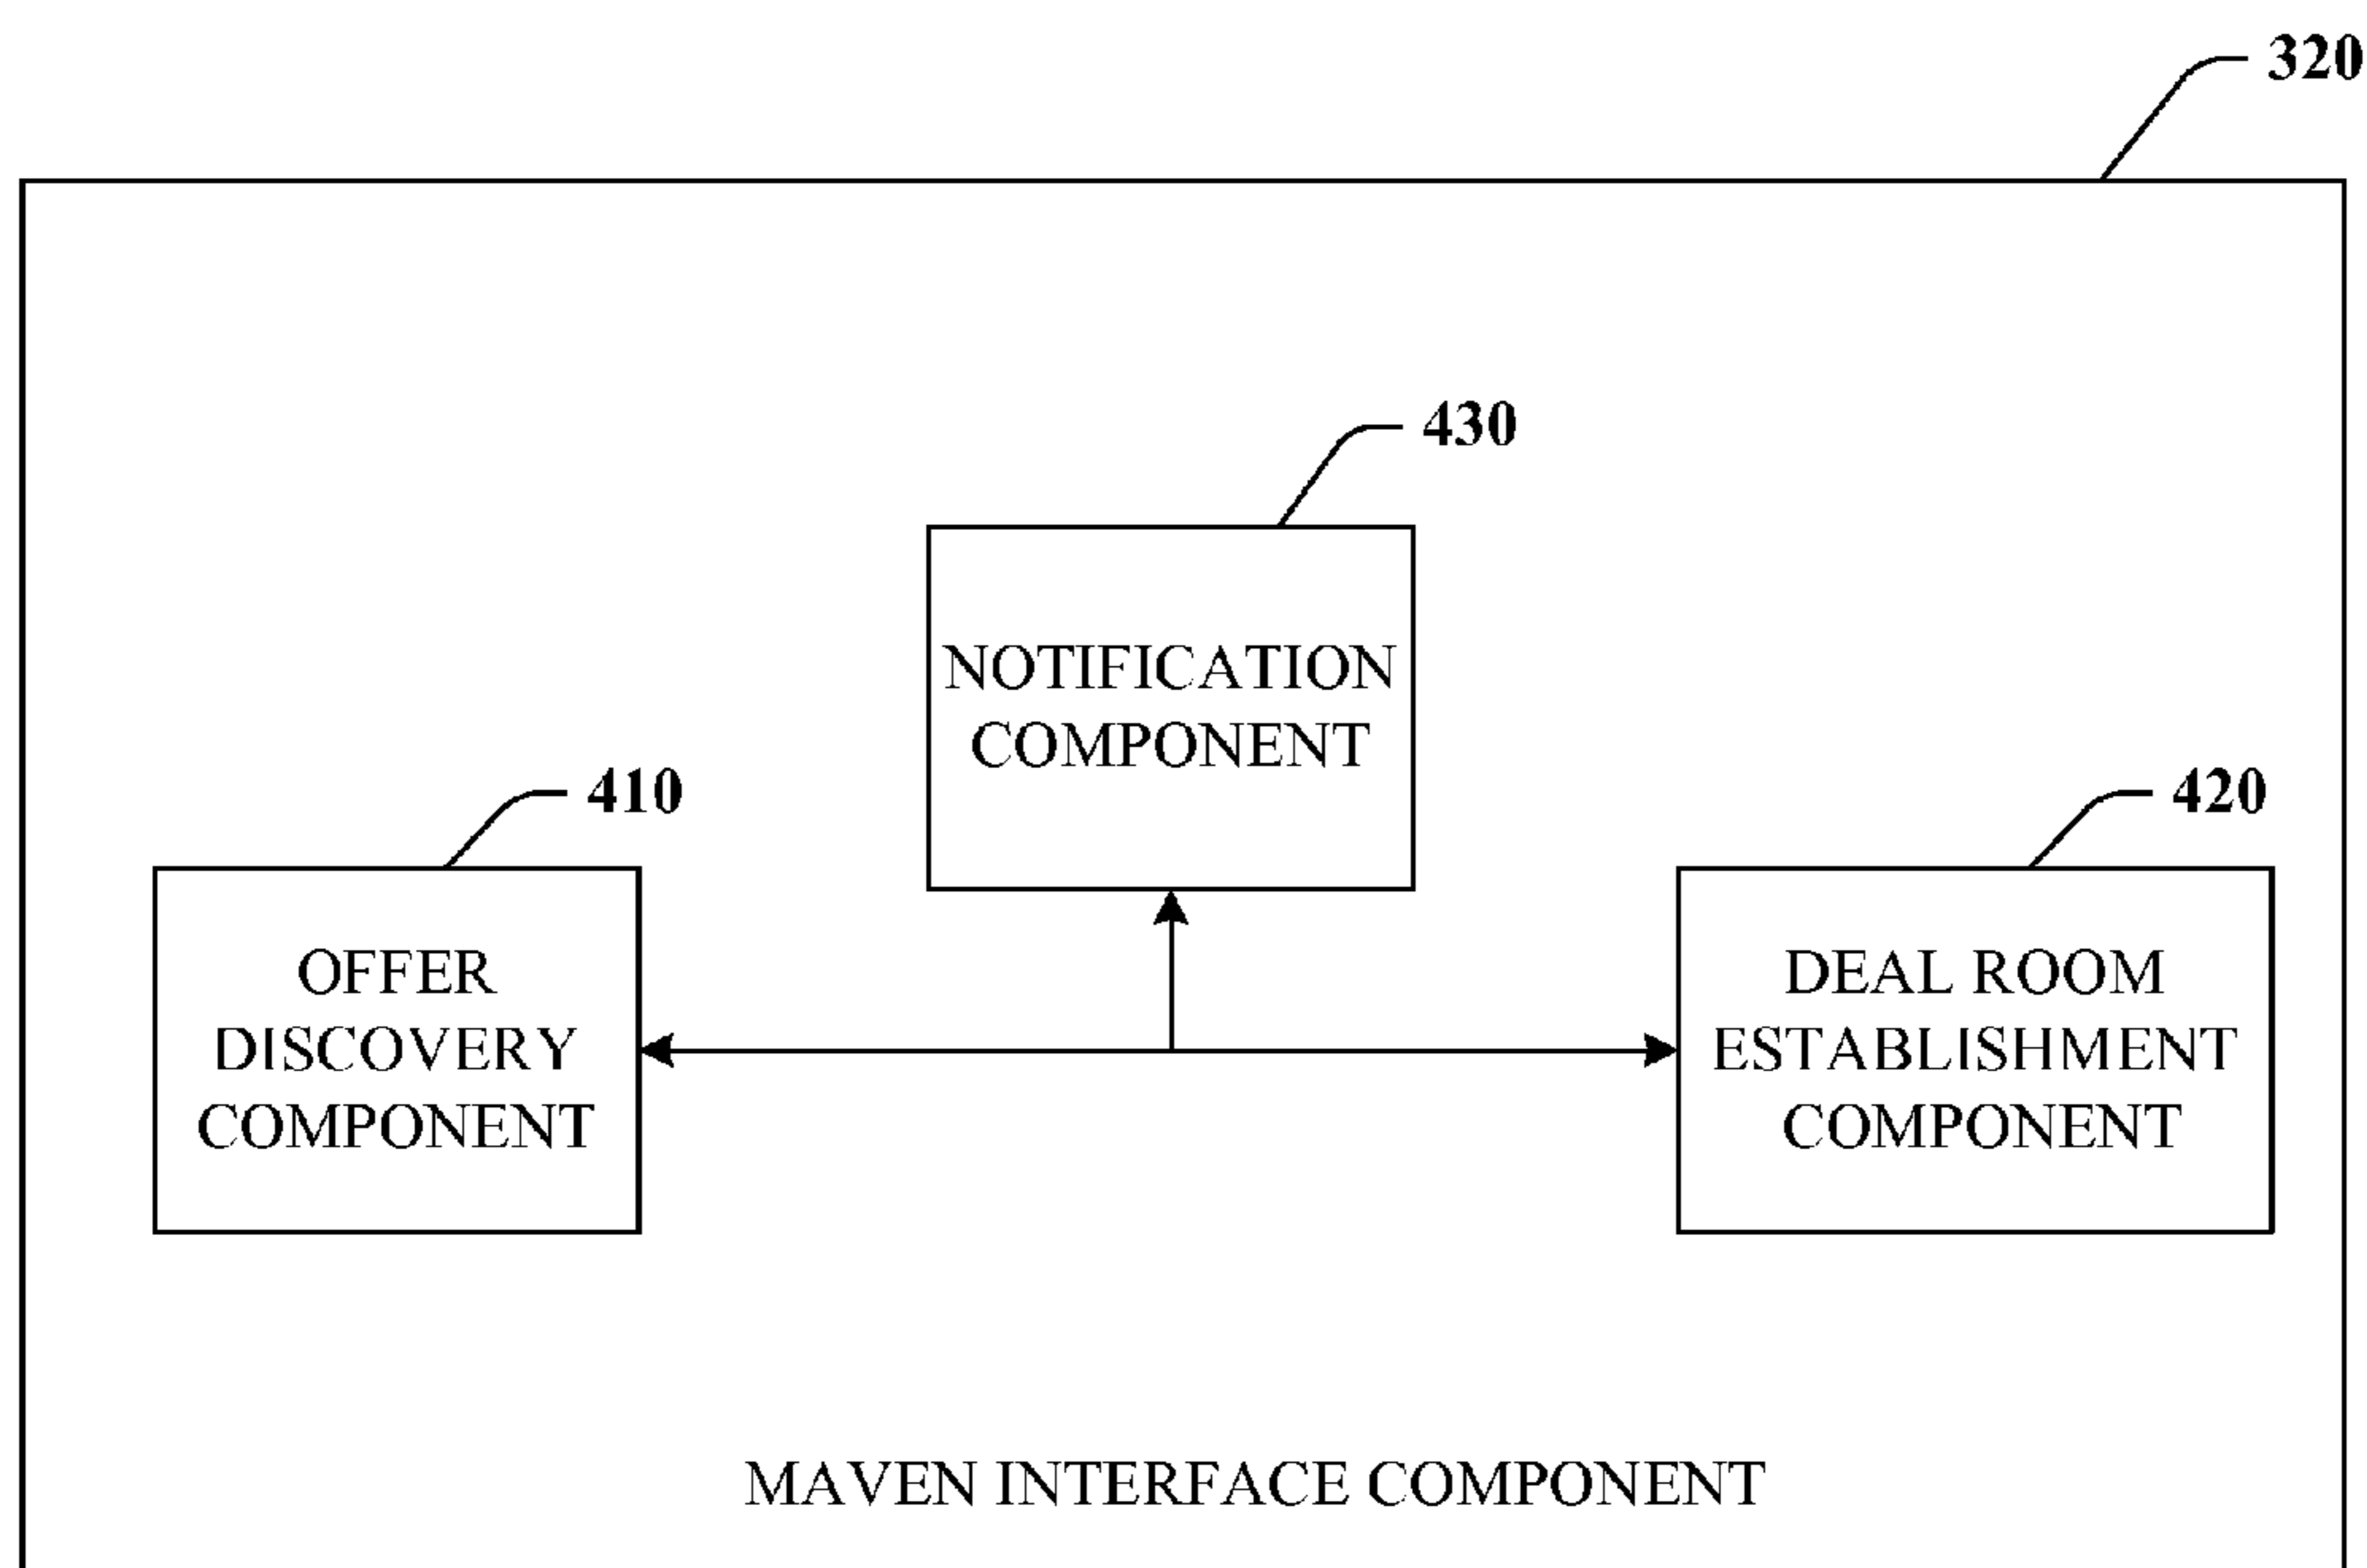 320
430
NOTIFICATION
COMPONENT
410
420
OFFER
DISCOVERY
COMPONENT
DEAL ROOM
ESTABLISHMENT
COMPONENT
MAVEN INTERFACE COMPONENT